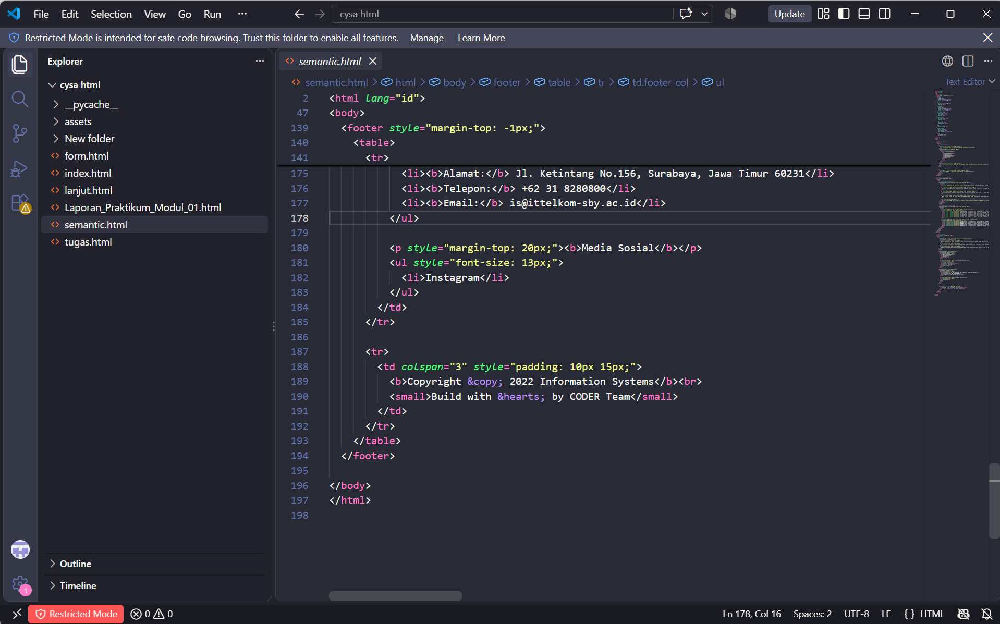 File Edit Selection View Go Run ··· cysa html Update
Restricted Mode is intended for safe code browsing. Trust this folder to enable all features. Manage Learn More
Explorer
cysa html
__pycache__
assets
New folder
form.html
index.html
lanjut.html
Laporan_Praktikum_Modul_01.html
semantic.html
tugas.html
Outline
Timeline
1
semantic.html
semantic.html > html > body > footer > table > tr > td.footer-col > ul
Text Editor
2 <html lang="id">
47 <body>
139 <footer style="margin-top: -1px;">
140 <table>
141 <tr>
175 <li><b>Alamat:</b> Jl. Ketintang No.156, Surabaya, Jawa Timur 60231</li>
176 <li><b>Telepon:</b> +62 31 8280800</li>
177 <li><b>Email:</b> is@ittelkom-sby.ac.id</li>
178 </ul>
179
180 <p style="margin-top: 20px;"><b>Media Sosial</b></p>
181 <ul style="font-size: 13px;">
182 <li>Instagram</li>
183 </ul>
184 </td>
185 </tr>
186
187 <tr>
188 <td colspan="3" style="padding: 10px 15px;">
189 <b>Copyright &copy; 2022 Information Systems</b><br>
190 <small>Build with &hearts; by CODER Team</small>
191 </td>
192 </tr>
193 </table>
194 </footer>
195
196 </body>
197 </html>
198
Restricted Mode 0 0 Ln 178, Col 16 Spaces: 2 UTF-8 LF { } HTML